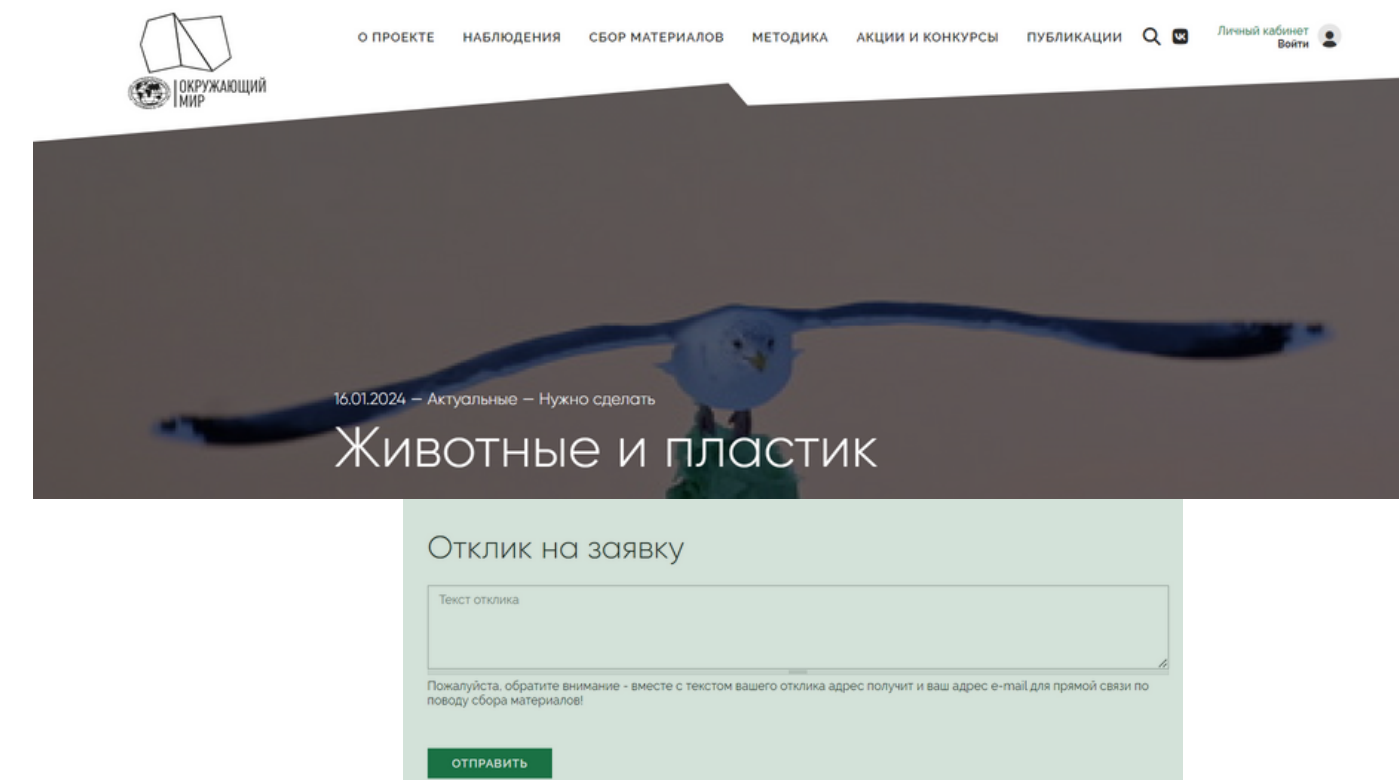 О ПРОЕКТЕ НАБЛЮДЕНИЯ СБОР МАТЕРИАЛОВ МЕТОДИКА АКЦИИ И КОНКУРСЫ ПУБЛИКАЦИИ
Личный кабинет
Войти
ОКРУЖАЮЩИЙ
МИР
16.01.2024 — Актуальные — Нужно сделать
Животные и пластик
Отклик на заявку
Текст отклика
Пожалуйста, обратите внимание - вместе с текстом вашего отклика адрес получит и ваш адрес e-mail для прямой связи по
поводу сбора материалов!
ОТПРАВИТЬ